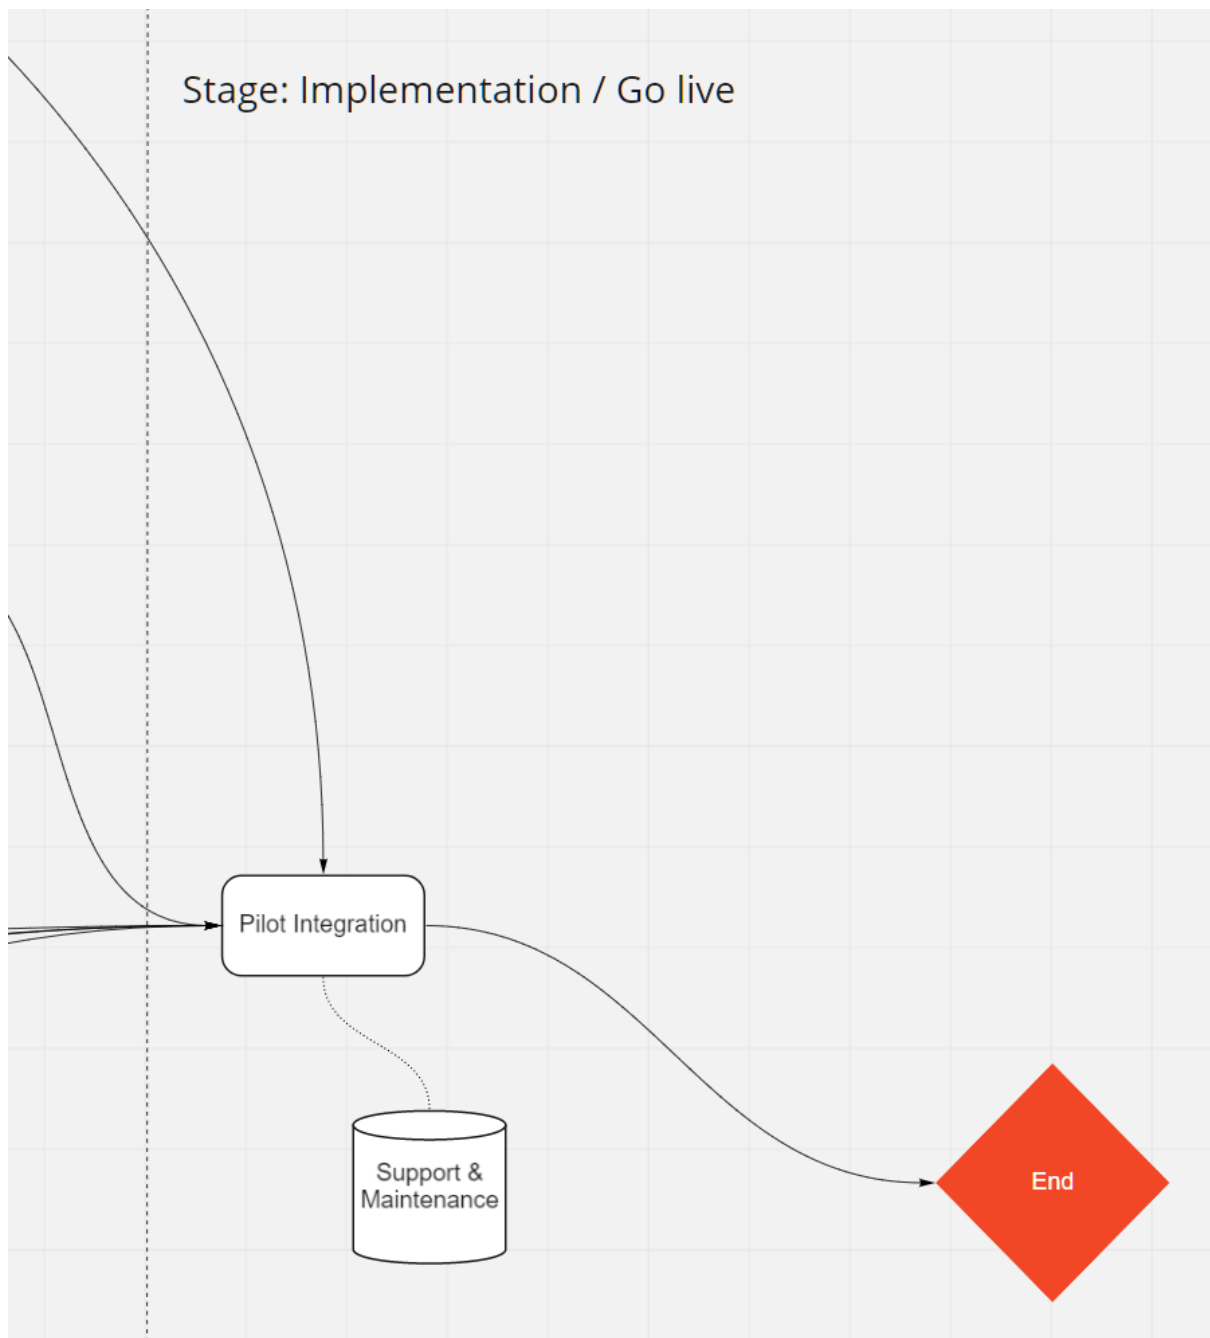 Stage: Implementation / Go live
Pilot Integration
Support &
Maintenance
End